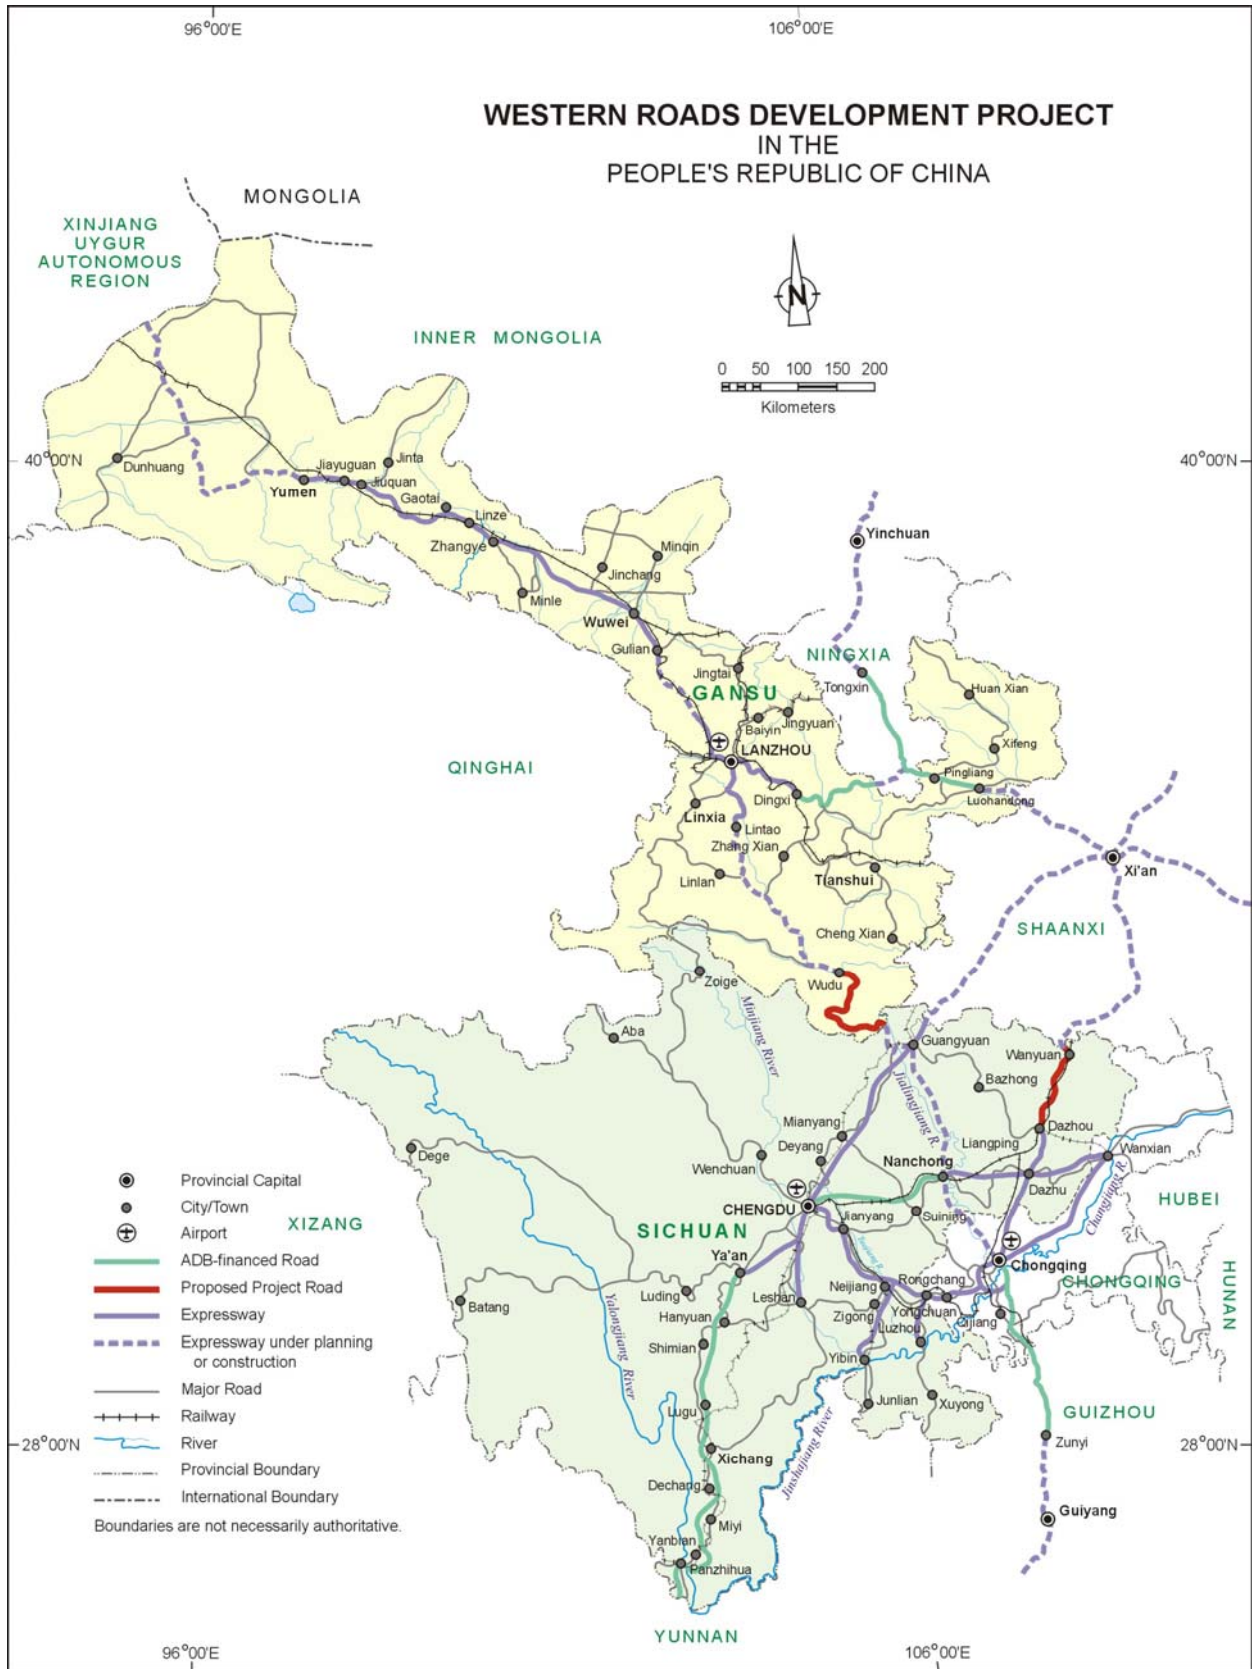 96°00'E
106°00'E
WESTERN ROADS DEVELOPMENT PROJECT
IN THE
PEOPLE'S REPUBLIC OF CHINA
MONGOLIA
XINJIANG
UYGUR
AUTONOMOUS
REGION
N
INNER MONGOLIA
0 50 100 150 200
Kilometers
40°00'N
40°00'N
Dunhuang
Yumen
Jiayuguan
Jiuquan
Jinta
Gaotai
Linze
Zhangye
Minle
Jinchang
Minqin
Wuwei
Gulian
Yinchuan
NINGXIA
Tongxin
Jingtai
GANSU
Baiyin
Jingyuan
Huan Xian
Xifeng
QINGHAI
LANZHOU
Pingliang
Luohandong
Dingxi
Linxia
Lintao
Zhang Xian
Linlan
Tianshui
Xi'an
Cheng Xian
SHAANXI
Wudu
Zoige
Minjiang River
Aba
Guangyuan
Wanyuan
Bazhong
Jialingjiang R.
Mianyang
Deyang
Liangping
Dazhou
Wenchuan
Nanchong
Wanxian
Dege
Dazhu
Changjiang R.
HUBEI
CHENGDU
Jianyang
Suining
XIZANG
SICHUAN
Ya'an
Chongqing
CHONGQING
HUNAN
Luding
Leshan
Neijiang
Rongchang
Batang
Hanyuan
Zigong
Yongchuan
Qijiang
Luzhou
Shimian
Yibin
Yalongjiang River
Lugu
Junlian
Xuyong
GUIZHOU
Jinshajiang River
Zunyi
28°00'N
28°00'N
Xichang
Dechang
Miyi
Guiyang
Yanbian
Panzhihua
YUNNAN
Provincial Capital
City/Town
Airport
ADB-financed Road
Proposed Project Road
Expressway
Expressway under planning
or construction
Major Road
Railway
River
Provincial Boundary
International Boundary
Boundaries are not necessarily authoritative.
96°00'E
106°00'E